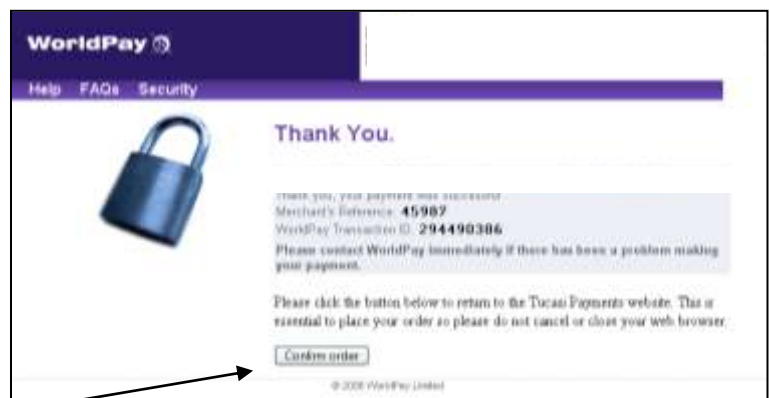 WorldPay
Help FAQs Security
Thank You.
Thank you, your payment was successful
Merchant's Reference: 45987
WorldPay Transaction ID: 294490386
Please contact WorldPay immediately if there has been a problem making
your payment.
Please click the button below to return to the Tucasi Payments website. This is
essential to place your order so please do not cancel or close your web browser.
Confirm order
© 2008 WorldPay Limited